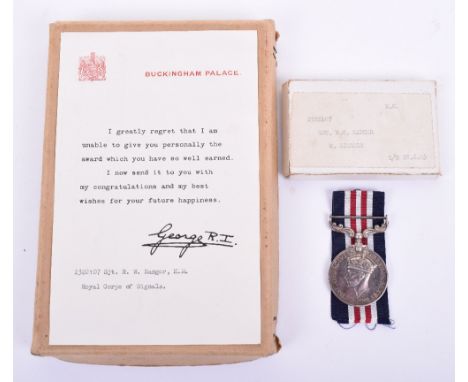 BUCKINGHAM PALACE.
I greatly regret that I am
unable to give you personally the
award which you have so well earned.
I now send it to you with
my congratulations and my best
wishes for your future happiness.
George R.I.
Sjt. R. W. Sanger, M.M.
Royal Corps of Signals.
M.M.